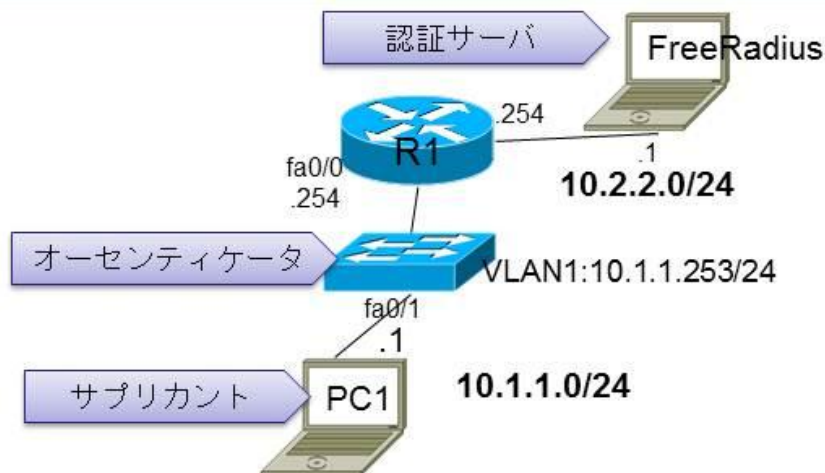 認証サーバ
FreeRadius
.254
R1
fa0/0
.254
.1
10.2.2.0/24
オーセンティケータ
VLAN1:10.1.1.253/24
fa0/1
.1
サプリカント
PC1
10.1.1.0/24